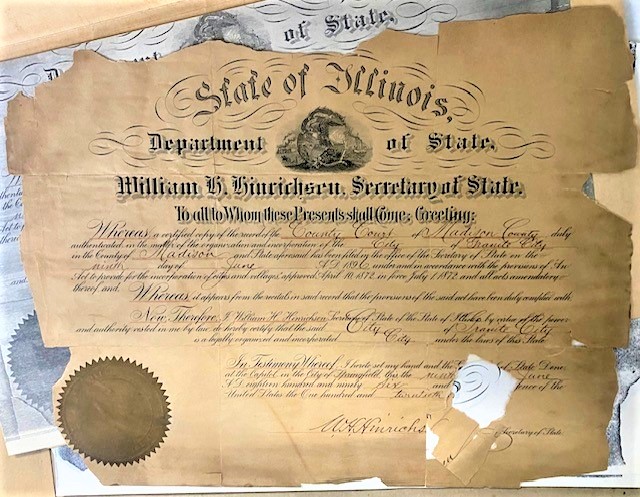 of State.
State of Illinois,
Department of State.
William H. Hinrichsen, Secretary of State.
To all to Whom these Presents shall Come, Greeting:
Whereas, a certified copy of the record of the County Court of Madison County duly
authenticated in the matter of the organization and incorporation of the City of Granite City
in the County of Madison and State aforesaid has been filed in the office of the Secretary of State on the
ninth day of June A.D. 1896 under and in accordance with the provisions of "An
Act to provide for the incorporation of cities and villages," approved April 10, 1872 in force July 1, 1872 and all acts amendatory
thereof and
Whereas, it appears from the recitals in said record that the provisions of the said act have been duly complied with
Now Therefore, I, William H. Hinrichsen, Secretary of State of the State of Illinois by virtue of the power
and authority vested in me by law do hereby certify that the said City of Granite City
is a legally organized and incorporated City under the laws of this State
In Testimony Whereof, I hereto set my hand and the of State Done
at the Capitol in the City of Springfield, this the ninth June
A.D. eighteen hundred and ninety six and of the
United States the One hundred and twentieth
W H Hinrichs
Secretary of State.